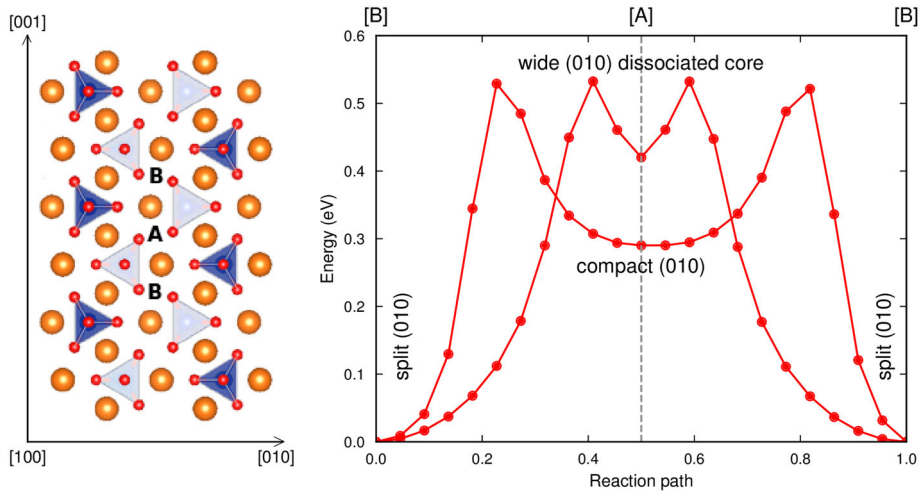 [001]
B
A
B
[100]
[010]
[B]
[A]
[B]
0.6
0.5
0.4
0.3
0.2
0.1
0.0
Energy (eV)
wide (010) dissociated core
compact (010)
split (010)
split (010)
0.0
0.2
0.4
0.6
0.8
1.0
Reaction path